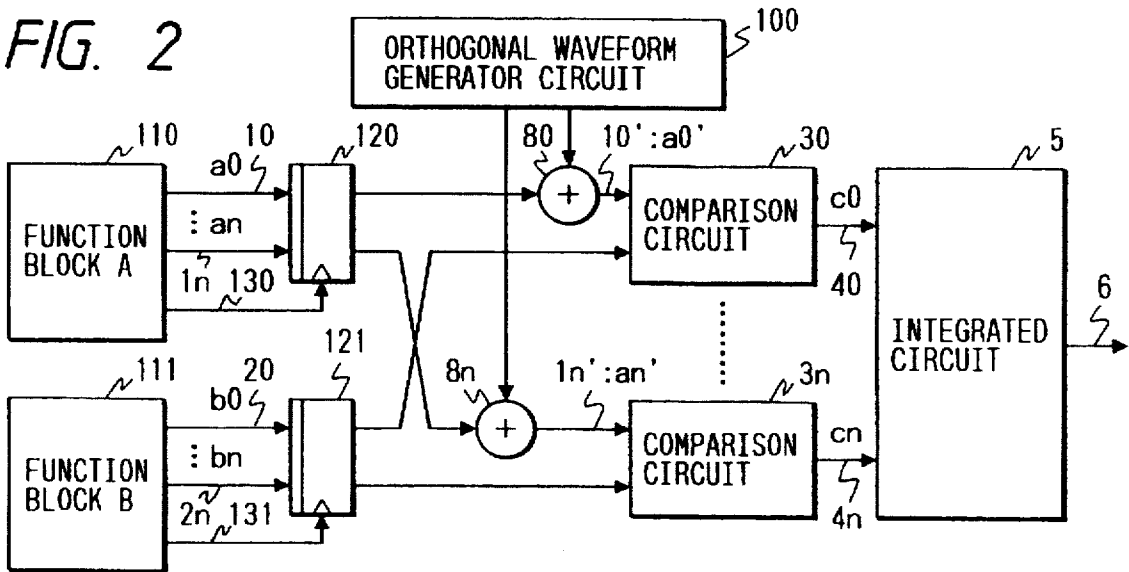 FIG. 2
100
ORTHOGONAL WAVEFORM
GENERATOR CIRCUIT
110
10
120
80
10':a0'
30
5
a0
FUNCTION
BLOCK A
:an
1n
130
+
COMPARISON
CIRCUIT
c0
40
6
INTEGRATED
CIRCUIT
111
20
121
8n
1n':an'
3n
b0
FUNCTION
BLOCK B
:bn
2n
131
+
COMPARISON
CIRCUIT
cn
4n